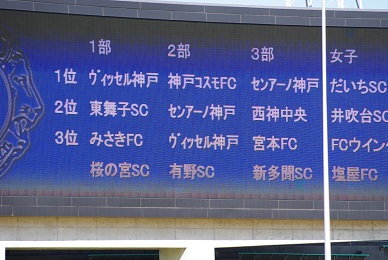 1部 2部 3部 女子
1位 ヴィッセル神戸 神戸コスモFC センアーノ神戸 だいちSC
2位 東舞子SC センアーノ神戸 西神中央 井吹台SC
3位 みさきFC ヴィッセル神戸 宮本FC FCウイング
桜の宮SC 有野SC 新多聞SC 塩屋FC